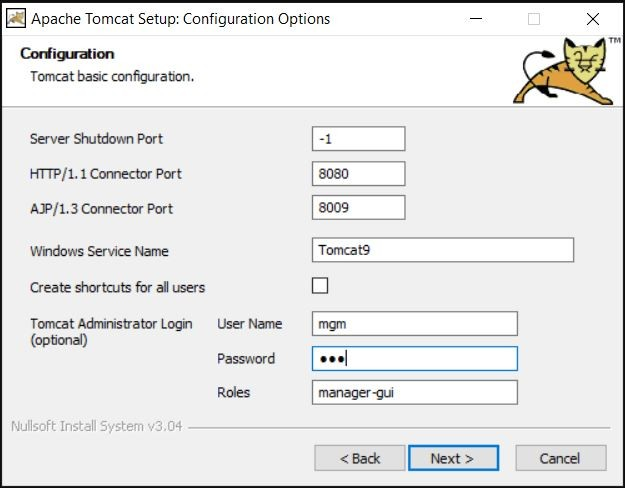 Apache Tomcat Setup: Configuration Options
Configuration
Tomcat basic configuration.
TM
Server Shutdown Port -1
HTTP/1.1 Connector Port 8080
AJP/1.3 Connector Port 8009
Windows Service Name Tomcat9
Create shortcuts for all users
Tomcat Administrator Login (optional) User Name mgm
Password ●●●
Roles manager-gui
Nullsoft Install System v3.04
< Back Next > Cancel